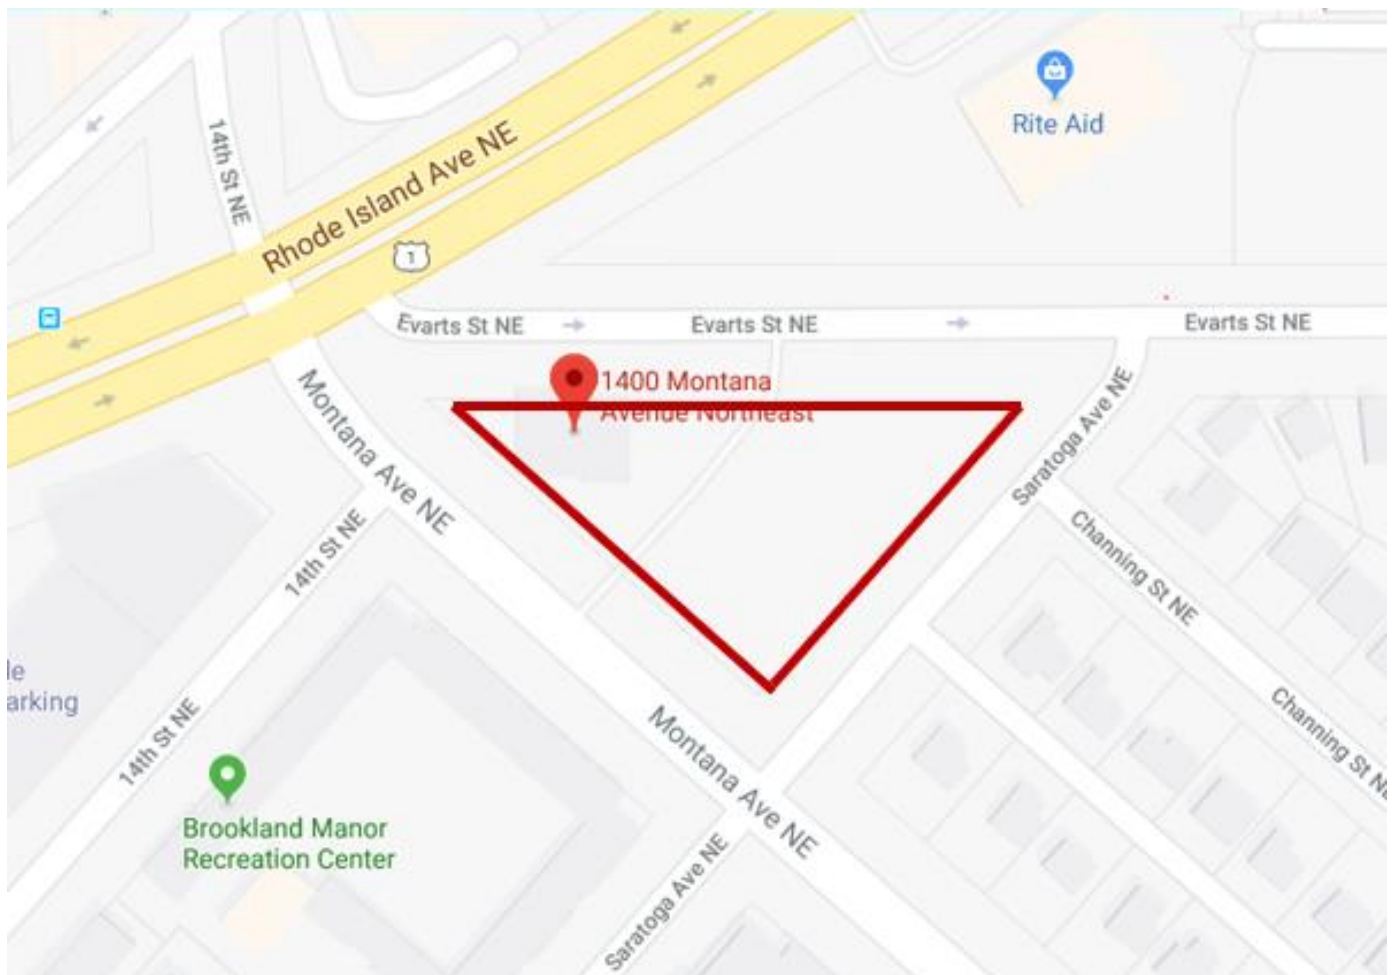 Rite Aid
14th St NE
Rhode Island Ave NE
1
Evarts St NE
Evarts St NE
Evarts St NE
1400 Montana
Avenue Northeast
Montana Ave NE
Saratoga Ave NE
14th St NE
Channing St NE
le
arking
14th St NE
Channing St N
Montana Ave NE
Brookland Manor
Recreation Center
Saratoga Ave NE